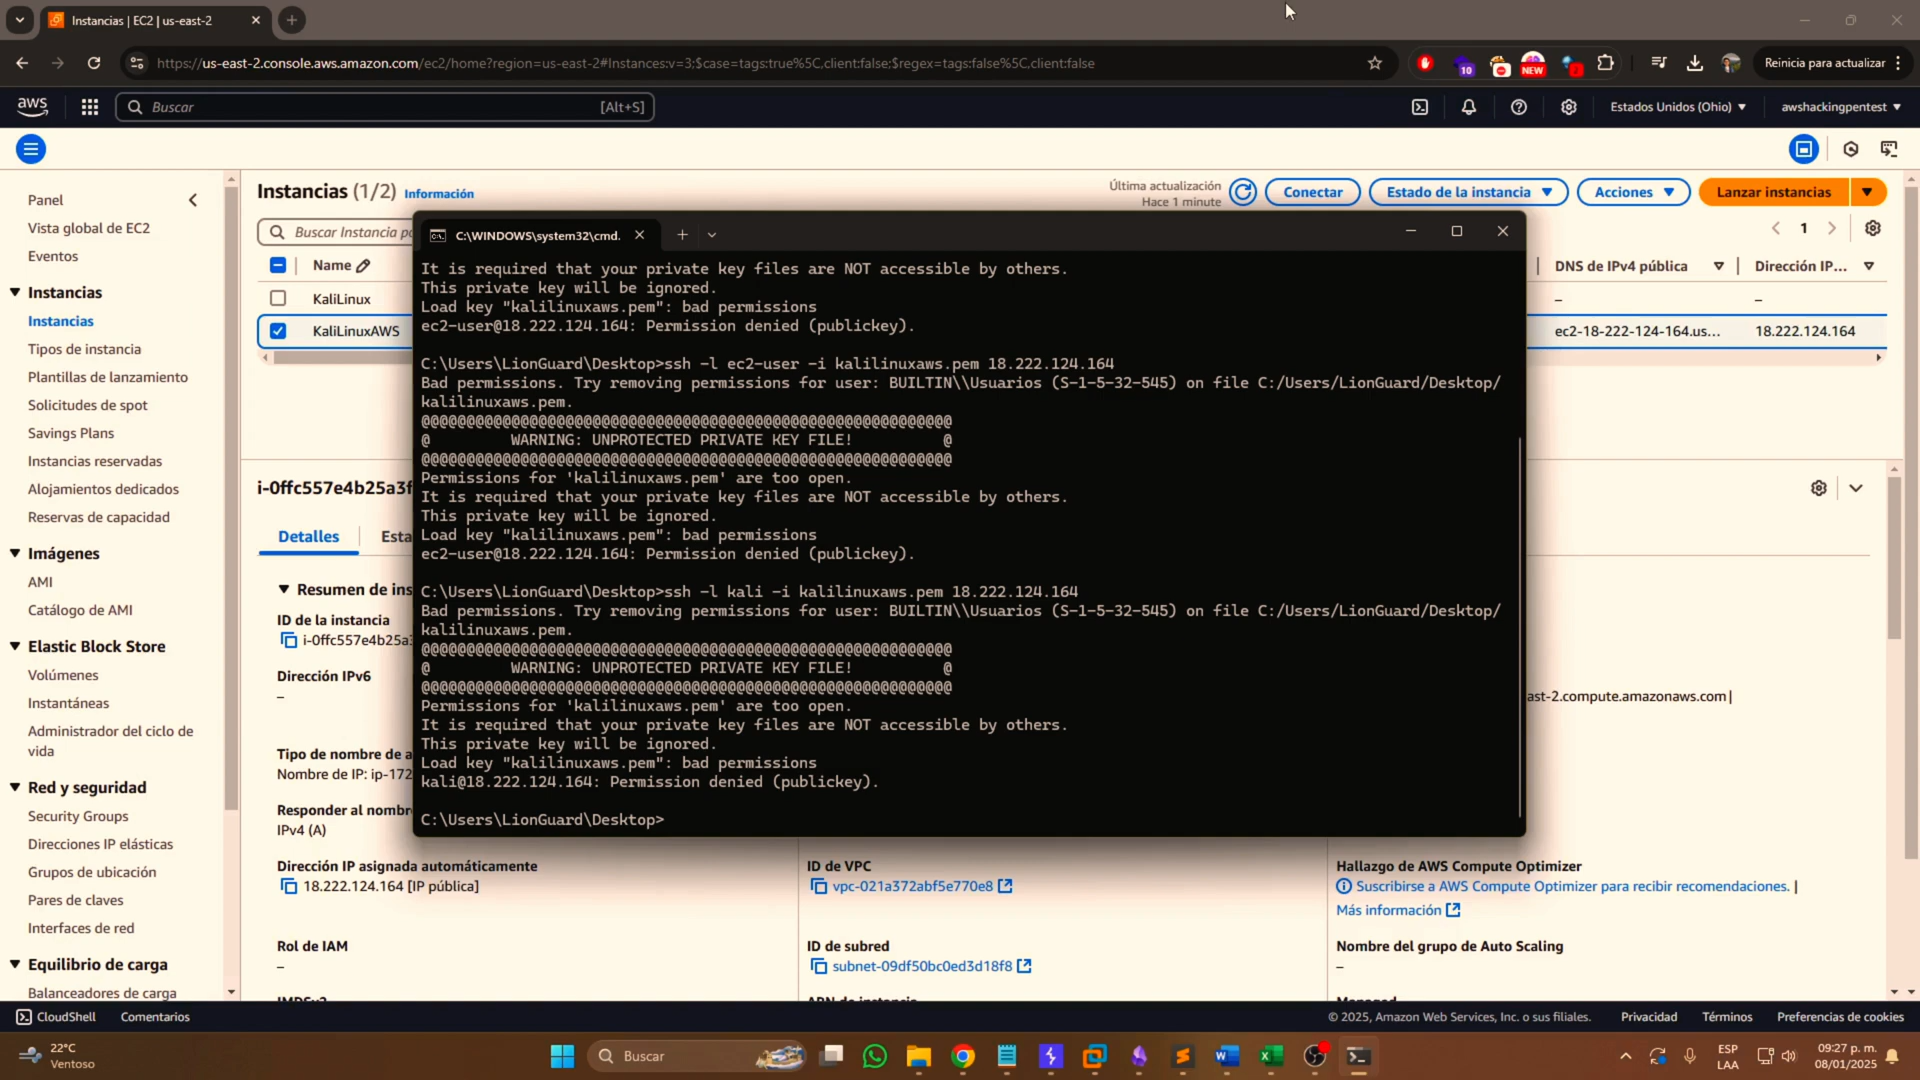 Instancias | EC2 | us-east-2
https://us-east-2.console.aws.amazon.com/ec2/home?region=us-east-2#Instances:v=3;$case=tags:true%5C,client:false;$regex=tags:false%5C,client:false
10
NEW
Reinicia para actualizar
aws
Buscar
[Alt+S]
Estados Unidos (Ohio)
awshackingpentest
Panel
Vista global de EC2
Eventos
Instancias
Instancias
Tipos de instancia
Plantillas de lanzamiento
Solicitudes de spot
Savings Plans
Instancias reservadas
Alojamientos dedicados
Reservas de capacidad
Imágenes
AMI
Catálogo de AMI
Elastic Block Store
Volúmenes
Instantáneas
Administrador del ciclo de
vida
Red y seguridad
Security Groups
Direcciones IP elásticas
Grupos de ubicación
Pares de claves
Interfaces de red
Equilibrio de carga
Balanceadores de carga
Instancias (1/2) Información
Última actualización
Hace 1 minute
Conectar
Estado de la instancia
Acciones
Lanzar instancias
Buscar Instancia po
1
Name
DNS de IPv4 pública
Dirección IP...
KaliLinux
–
–
KaliLinuxAWS
ec2-18-222-124-164.us...
18.222.124.164
C:\WINDOWS\system32\cmd.
It is required that your private key files are NOT accessible by others.
This private key will be ignored.
Load key "kalilinuxaws.pem": bad permissions
ec2-user@18.222.124.164: Permission denied (publickey).
C:\Users\LionGuard\Desktop>ssh -l ec2-user -i kalilinuxaws.pem 18.222.124.164
Bad permissions. Try removing permissions for user: BUILTIN\\Usuarios (S-1-5-32-545) on file C:/Users/LionGuard/Desktop/
kalilinuxaws.pem.
@@@@@@@@@@@@@@@@@@@@@@@@@@@@@@@@@@@@@@@@@@@@@@@@@@@@@@@@@@@
@         WARNING: UNPROTECTED PRIVATE KEY FILE!          @
@@@@@@@@@@@@@@@@@@@@@@@@@@@@@@@@@@@@@@@@@@@@@@@@@@@@@@@@@@@
Permissions for 'kalilinuxaws.pem' are too open.
It is required that your private key files are NOT accessible by others.
This private key will be ignored.
Load key "kalilinuxaws.pem": bad permissions
ec2-user@18.222.124.164: Permission denied (publickey).
C:\Users\LionGuard\Desktop>ssh -l kali -i kalilinuxaws.pem 18.222.124.164
Bad permissions. Try removing permissions for user: BUILTIN\\Usuarios (S-1-5-32-545) on file C:/Users/LionGuard/Desktop/
kalilinuxaws.pem.
@@@@@@@@@@@@@@@@@@@@@@@@@@@@@@@@@@@@@@@@@@@@@@@@@@@@@@@@@@@
@         WARNING: UNPROTECTED PRIVATE KEY FILE!          @
@@@@@@@@@@@@@@@@@@@@@@@@@@@@@@@@@@@@@@@@@@@@@@@@@@@@@@@@@@@
Permissions for 'kalilinuxaws.pem' are too open.
It is required that your private key files are NOT accessible by others.
This private key will be ignored.
Load key "kalilinuxaws.pem": bad permissions
kali@18.222.124.164: Permission denied (publickey).
C:\Users\LionGuard\Desktop>
i-0ffc557e4b25a3f
Detalles
Esta
Resumen de ins
ID de la instancia
i-0ffc557e4b25a3
Dirección IPv6
–
ast-2.compute.amazonaws.com |
Tipo de nombre de a
Nombre de IP: ip-172
Responder al nombre
IPv4 (A)
Dirección IP asignada automáticamente
18.222.124.164 [IP pública]
ID de VPC
vpc-021a372abf5e770e8
Hallazgo de AWS Compute Optimizer
Suscribirse a AWS Compute Optimizer para recibir recomendaciones. |
Más información
Rol de IAM
–
ID de subred
subnet-09df50bc0ed3d18f8
Nombre del grupo de Auto Scaling
–
CloudShell
Comentarios
© 2025, Amazon Web Services, Inc. o sus filiales.
Privacidad
Términos
Preferencias de cookies
22°C
Ventoso
Buscar
ESP
LAA
09:27 p. m.
08/01/2025